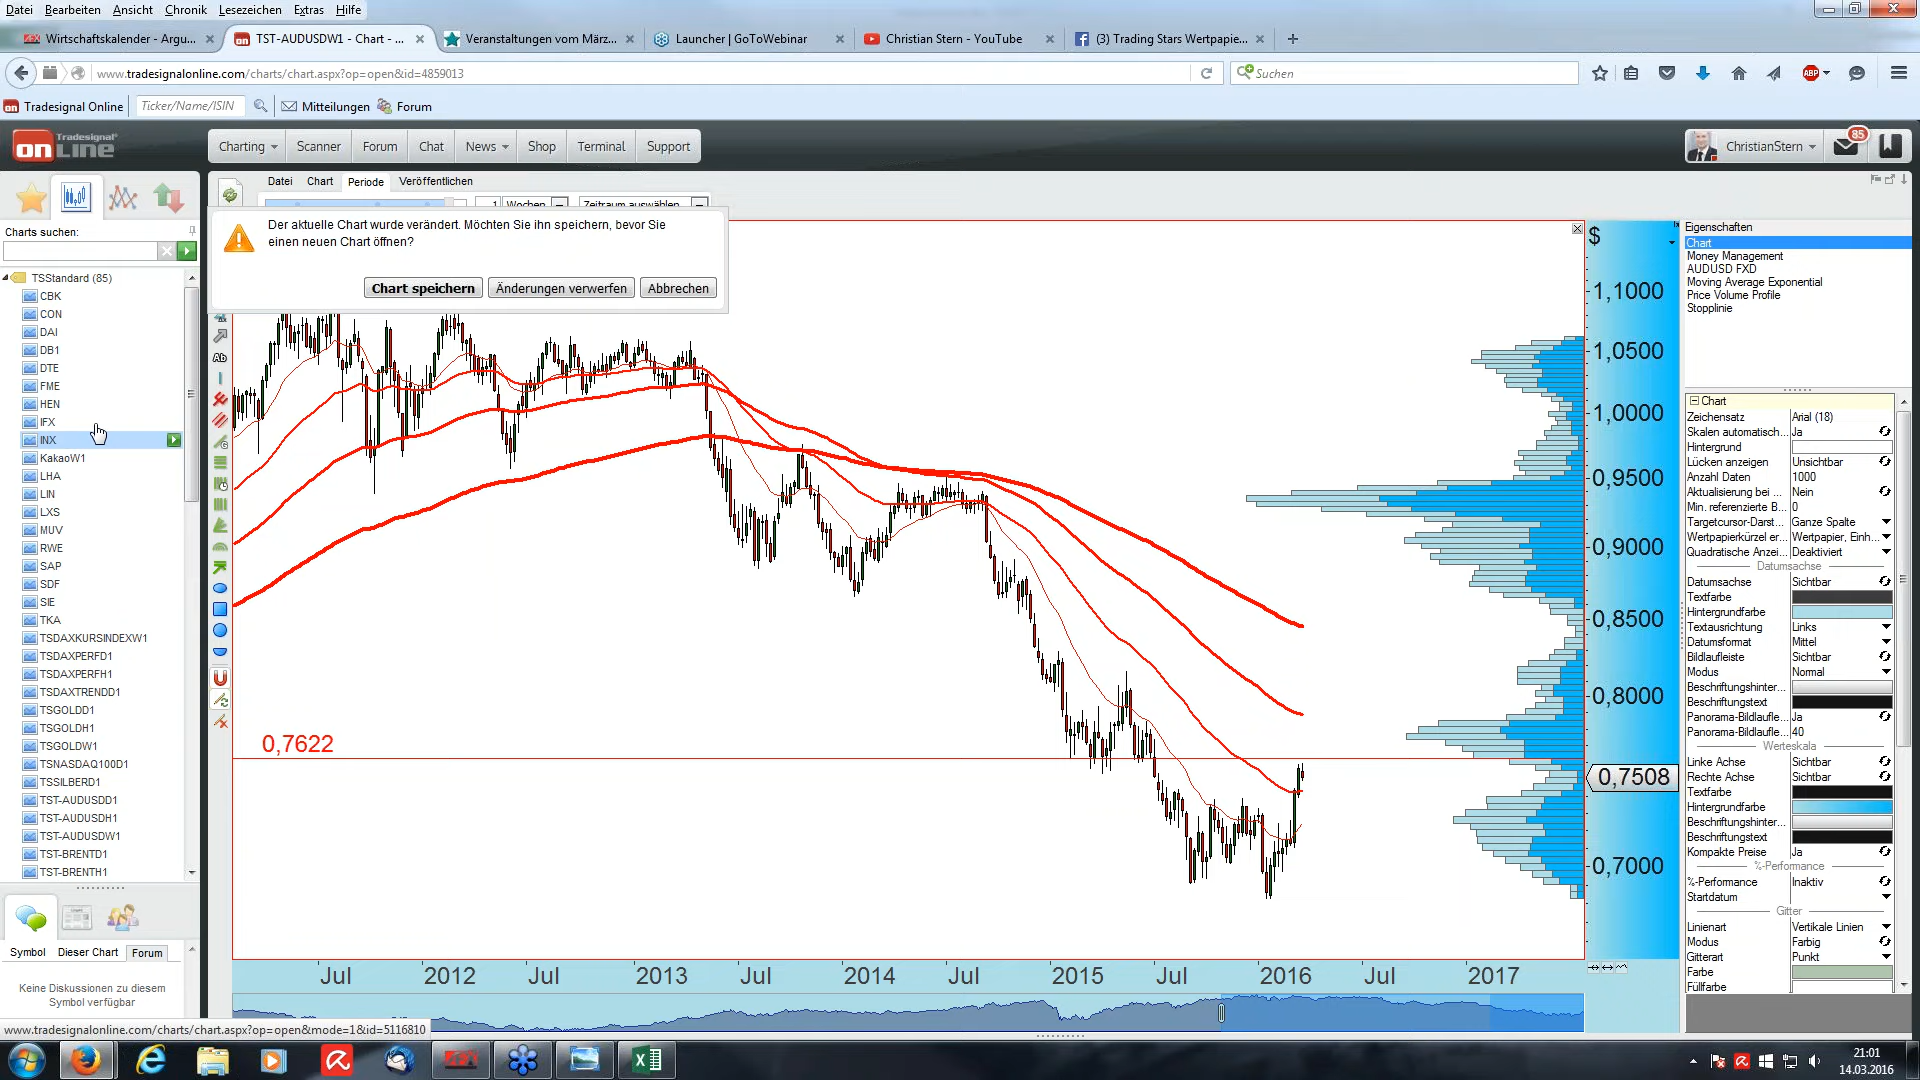 Datei Bearbeiten Ansicht Chronik Lesezeichen Extras Hilfe
Wirtschaftskalender - Argu...
TST-AUDUSDW1 - Chart - ...
Veranstaltungen vom März...
Launcher | GoToWebinar
Christian Stern - YouTube
(3) Trading Stars Wertpapie...
www.tradesignalonline.com/charts/chart.aspx?op=open&id=4859013
Suchen
ABP
Tradesignal Online
Ticker/Name/ISIN
Mitteilungen
Forum
Tradesignal
on LINE
Charting Scanner Forum Chat News Shop Terminal Support
ChristianStern
85
Datei Chart Periode Veröffentlichen
1 Wochen Zeitraum auswählen
Der aktuelle Chart wurde verändert. Möchten Sie ihn speichern, bevor Sie
einen neuen Chart öffnen?
Chart speichern Änderungen verwerfen Abbrechen
Charts suchen:
TSStandard (85)
CBK
CON
DAI
DB1
DTE
FME
HEN
IFX
INX
KakaoW1
LHA
LIN
LXS
MUV
RWE
SAP
SDF
SIE
TKA
TSDAXKURSINDEXW1
TSDAXPERFD1
TSDAXPERFH1
TSDAXTRENDD1
TSGOLDD1
TSGOLDH1
TSGOLDW1
TSNASDAQ100D1
TSSILBERD1
TST-AUDUSDD1
TST-AUDUSDH1
TST-AUDUSDW1
TST-BRENTD1
TST-BRENTH1
Symbol Dieser Chart Forum
Keine Diskussionen zu diesem
Symbol verfügbar
Ab
0,7622
$
1,1000
1,0500
1,0000
0,9500
0,9000
0,8500
0,8000
0,7508
0,7000
Jul 2012 Jul 2013 Jul 2014 Jul 2015 Jul 2016 Jul 2017
Eigenschaften
Chart
Money Management
AUDUSD FXD
Moving Average Exponential
Price Volume Profile
Stopplinie
Chart
Zeichensatz Arial (18)
Skalen automatisch... Ja
Hintergrund
Lücken anzeigen Unsichtbar
Anzahl Daten 1000
Aktualisierung bei ... Nein
Min. referenzierte B... 0
Targetcursor-Darst... Ganze Spalte
Wertpapierkürzel er... Wertpapier, Einh...
Quadratische Anzei... Deaktiviert
Datumsachse
Datumsachse Sichtbar
Textfarbe
Hintergrundfarbe
Textausrichtung Links
Datumsformat Mittel
Bildlaufleiste Sichtbar
Modus Normal
Beschriftungshinter...
Beschriftungstext
Panorama-Bildlaufle... Ja
Panorama-Bildlaufle... 40
Werteskala
Linke Achse Sichtbar
Rechte Achse Sichtbar
Textfarbe
Hintergrundfarbe
Beschriftungshinter...
Beschriftungstext
Kompakte Preise Ja
%-Performance
%-Performance Inaktiv
Startdatum
Gitter
Linienart Vertikale Linien
Modus Farbig
Gitterart Punkt
Farbe
Füllfarbe
www.tradesignalonline.com/charts/chart.aspx?op=open&mode=1&id=5116810
21:01
14.03.2016